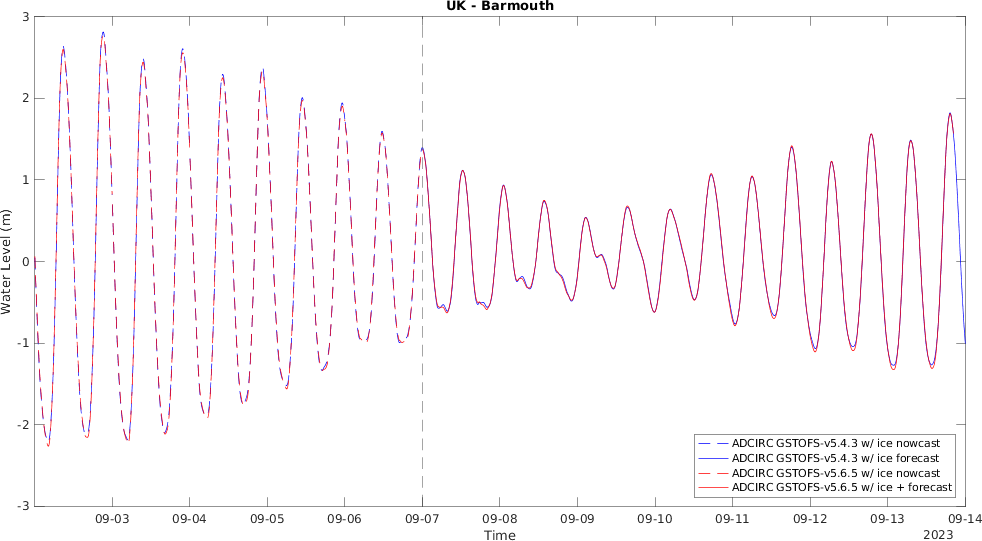 UK - Barmouth
Water Level (m)
3
2
1
0
-1
-2
-3
ADCIRC GSTOFS-v5.4.3 w/ ice nowcast
ADCIRC GSTOFS-v5.4.3 w/ ice forecast
ADCIRC GSTOFS-v5.6.5 w/ ice nowcast
ADCIRC GSTOFS-v5.6.5 w/ ice + forecast
09-03 09-04 09-05 09-06 09-07 09-08 09-09 09-10 09-11 09-12 09-13 09-14
Time
2023